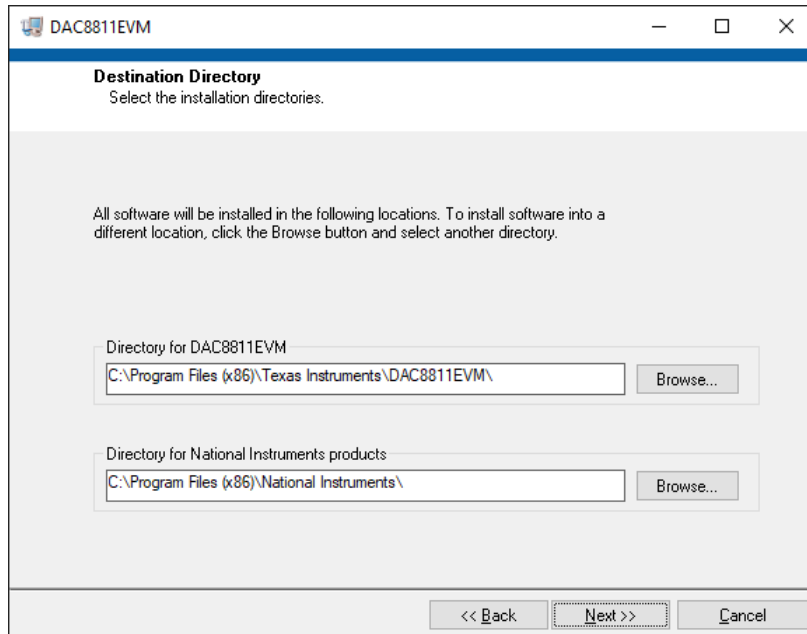 DAC8811EVM
Destination Directory
Select the installation directories.
All software will be installed in the following locations. To install software into a
different location, click the Browse button and select another directory.
Directory for DAC8811EVM
C:\Program Files (x86)\Texas Instruments\DAC8811EVM\
Browse...
Directory for National Instruments products
C:\Program Files (x86)\National Instruments\
Browse...
<< Back
Next >>
Cancel